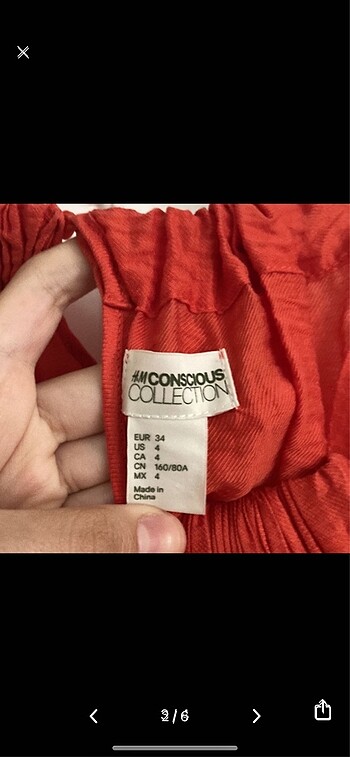 H&M CONSCIOUS
COLLECTION
EUR 34
US 4
CA 4
CN 160/80A
MX 4
Made in
China
2/6